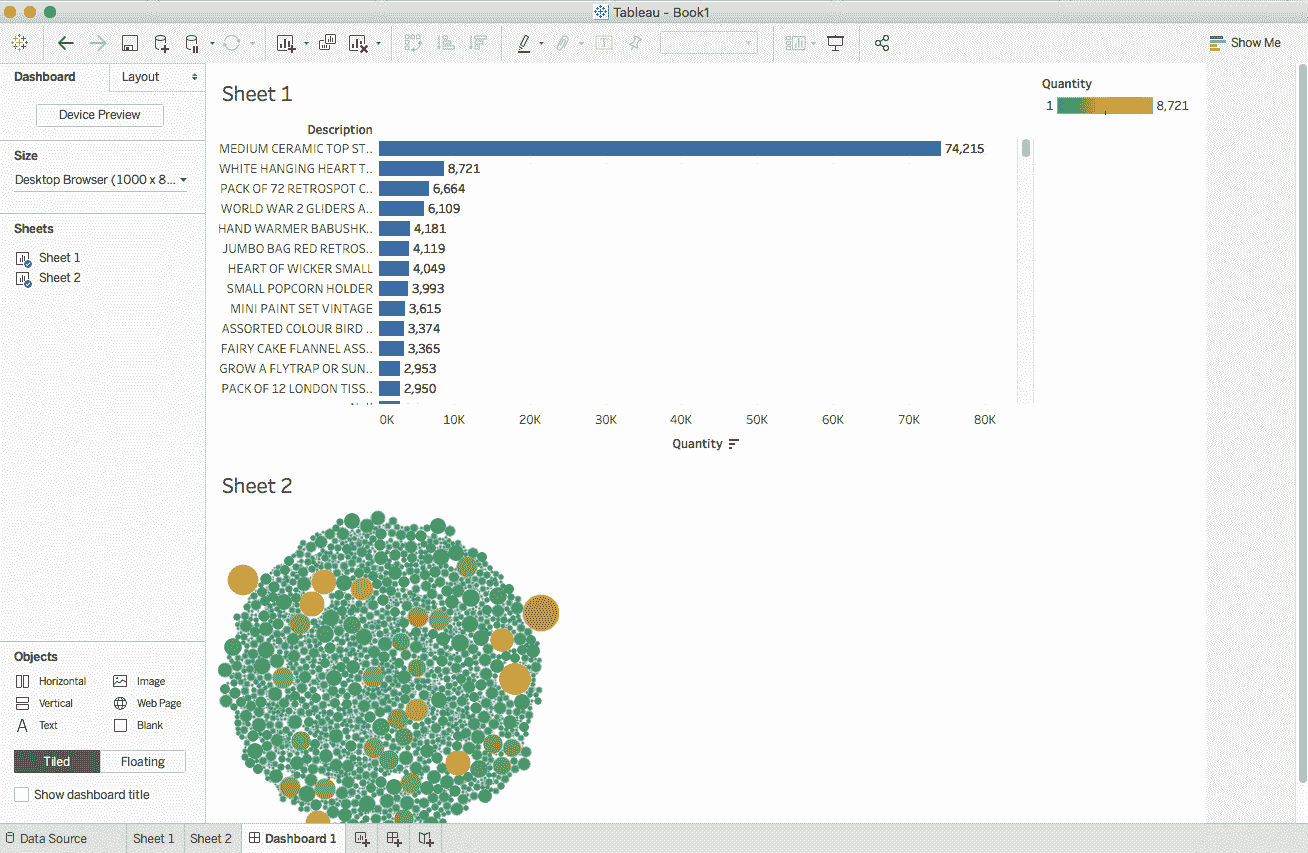 Tableau - Book1
Show Me
Dashboard
Layout
Device Preview
Size
Desktop Browser (1000 x 8...
Sheets
Sheet 1
Sheet 2
Objects
Horizontal
Image
Vertical
Web Page
A Text
Blank
Tiled
Floating
Show dashboard title
Sheet 1
Description
MEDIUM CERAMIC TOP ST.. 74,215
WHITE HANGING HEART T.. 8,721
PACK OF 72 RETROSPOT C.. 6,664
WORLD WAR 2 GLIDERS A.. 6,109
HAND WARMER BABUSHK.. 4,181
JUMBO BAG RED RETROS.. 4,119
HEART OF WICKER SMALL 4,049
SMALL POPCORN HOLDER 3,993
MINI PAINT SET VINTAGE 3,615
ASSORTED COLOUR BIRD .. 3,374
FAIRY CAKE FLANNEL ASS.. 3,365
GROW A FLYTRAP OR SUN.. 2,953
PACK OF 12 LONDON TISS.. 2,950
0K 10K 20K 30K 40K 50K 60K 70K 80K
Quantity
Quantity
1 8,721
Sheet 2
Data Source
Sheet 1
Sheet 2
Dashboard 1